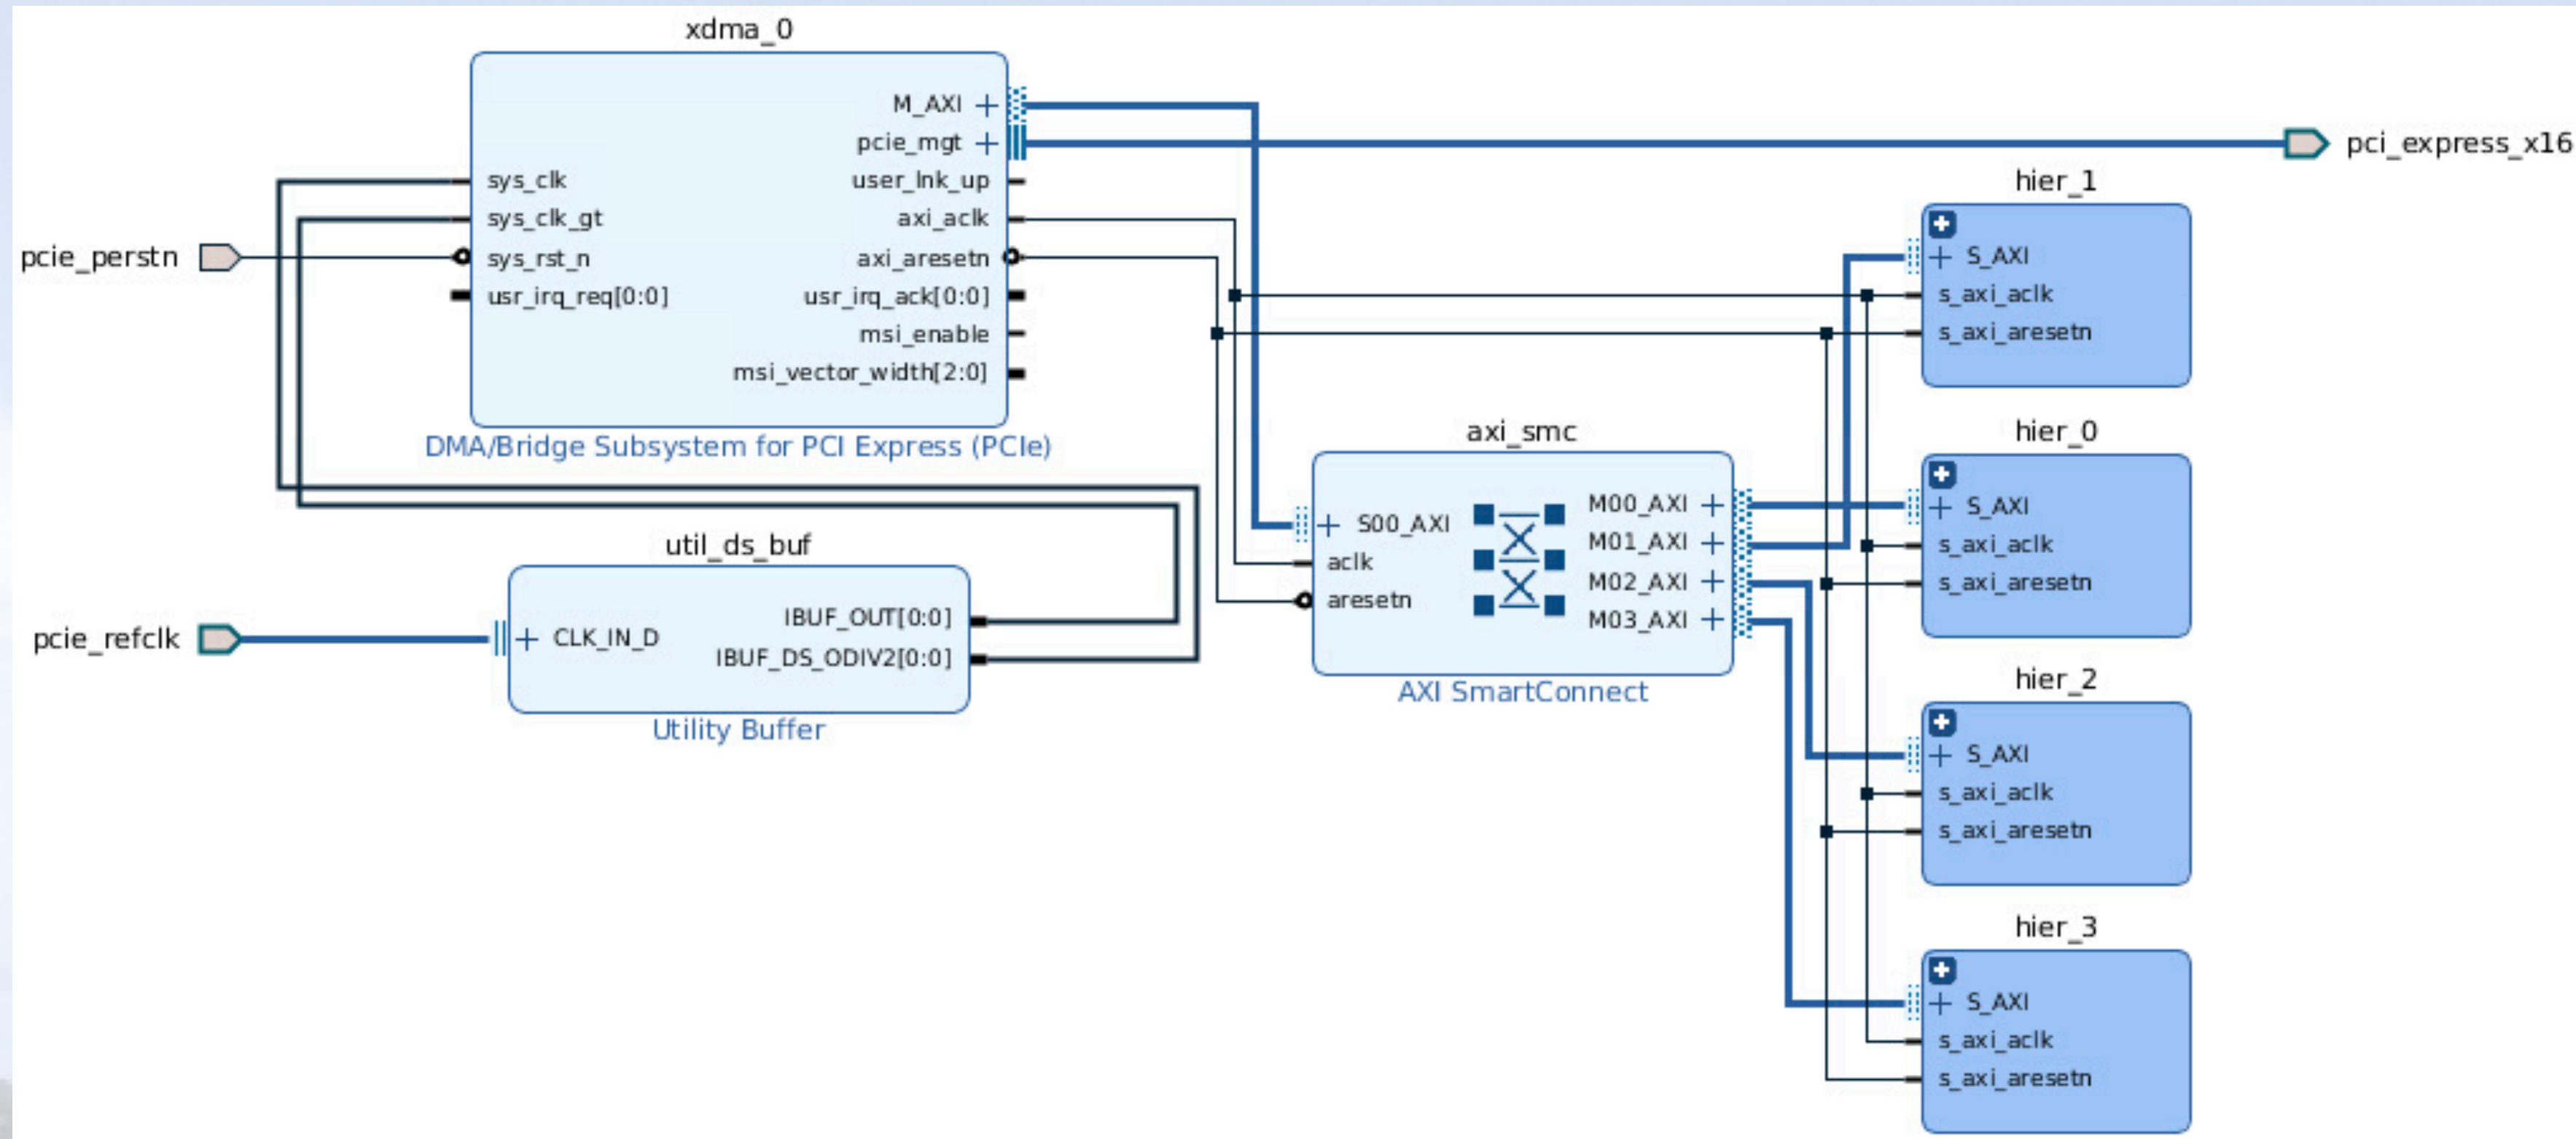 xdma_0
M_AXI
pcie_mgt
sys_clk
user_lnk_up
sys_clk_gt
axi_aclk
pcie_perstn
sys_rst_n
axi_aresetn
usr_irq_req[0:0]
usr_irq_ack[0:0]
msi_enable
msi_vector_width[2:0]
DMA/Bridge Subsystem for PCI Express (PCIe)
pci_express_x16
util_ds_buf
pcie_refclk
CLK_IN_D
IBUF_OUT[0:0]
IBUF_DS_ODIV2[0:0]
Utility Buffer
axi_smc
S00_AXI
aclk
aresetn
M00_AXI
M01_AXI
M02_AXI
M03_AXI
AXI SmartConnect
hier_1
S_AXI
s_axi_aclk
s_axi_aresetn
hier_0
S_AXI
s_axi_aclk
s_axi_aresetn
hier_2
S_AXI
s_axi_aclk
s_axi_aresetn
hier_3
S_AXI
s_axi_aclk
s_axi_aresetn